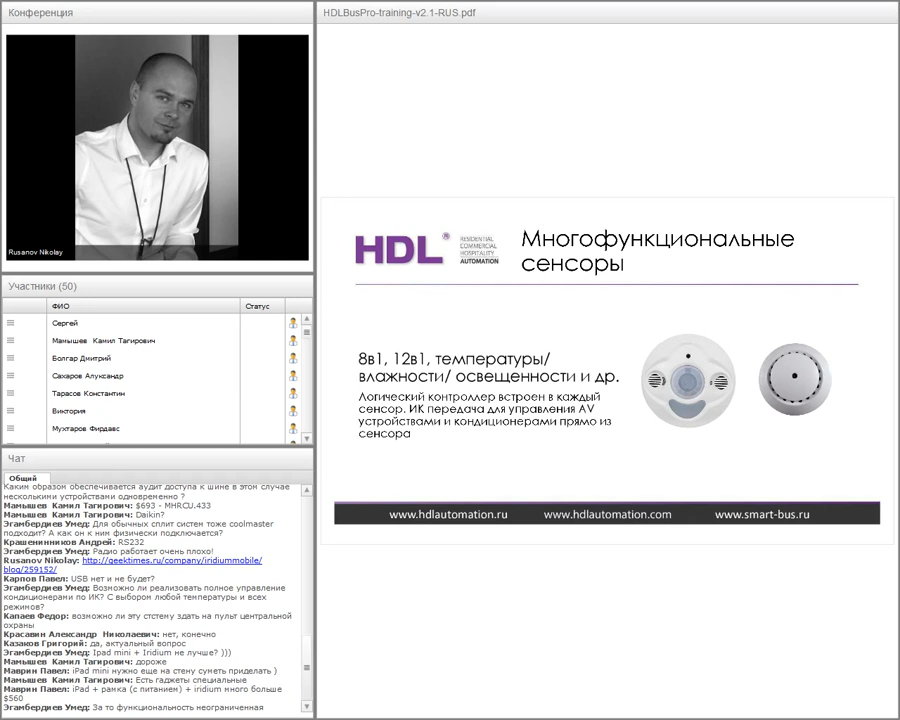 Конференция
Rusanov Nikolay
Участники (50)
ФИО
Статус
Сергей
Мамышев Камил Тагирович
Болгар Дмитрий
Сахаров Алуксандр
Тарасов Константин
Виктория
Мухтаров Фирдавс
Чат
Общий
Каким образом обеспечивается аудит доступа к шине в этом случае
несколькими устройствами одновременно ?
Мамышев Камил Тагирович: $693 - MHRCU.433
Мамышев Камил Тагирович: Daikin?
Эгамбердиев Умед: Для обычных сплит систем тоже coolmaster
подходит? А как он к ним физически подключается?
Крашенинников Андрей: RS232
Эгамбердиев Умед: Радио работает очень плохо!
Rusanov Nikolay: http://geektimes.ru/company/iridiummobile/
blog/259152/
Карпов Павел: USB нет и не будет?
Эгамбердиев Умед: Возможно ли реализовать полное управление
кондиционерами по ИК? С выбором любой температуры и всех
режимов?
Капаев Федор: возможно ли эту стстему здать на пульт центральной
охраны
Красавин Александр Николаевич: нет, конечно
Казаков Григорий: да, актуальный вопрос
Эгамбердиев Умед: Ipad mini + Iridium не лучше? )))
Мамышев Камил Тагирович: дороже
Маврин Павел: iPad mini нужно еще на стену суметь приделать )
Мамышев Камил Тагирович: Есть гаджеты специальные
Маврин Павел: iPad + рамка (с питанием) + iridium много больше
$560
Эгамбердиев Умед: За то функциональность неограненная
HDLBusPro-training-v2.1-RUS.pdf
HDL®
RESIDENTIAL
COMMERCIAL
HOSPITALITY
AUTOMATION
Многофункциональные
сенсоры
8в1, 12в1, температуры/
влажности/ освещенности и др.
Логический контроллер встроен в каждый
сенсор. ИК передача для управления AV
устройствами и кондиционерами прямо из
сенсора
www.hdlautomation.ru www.hdlautomation.com www.smart-bus.ru